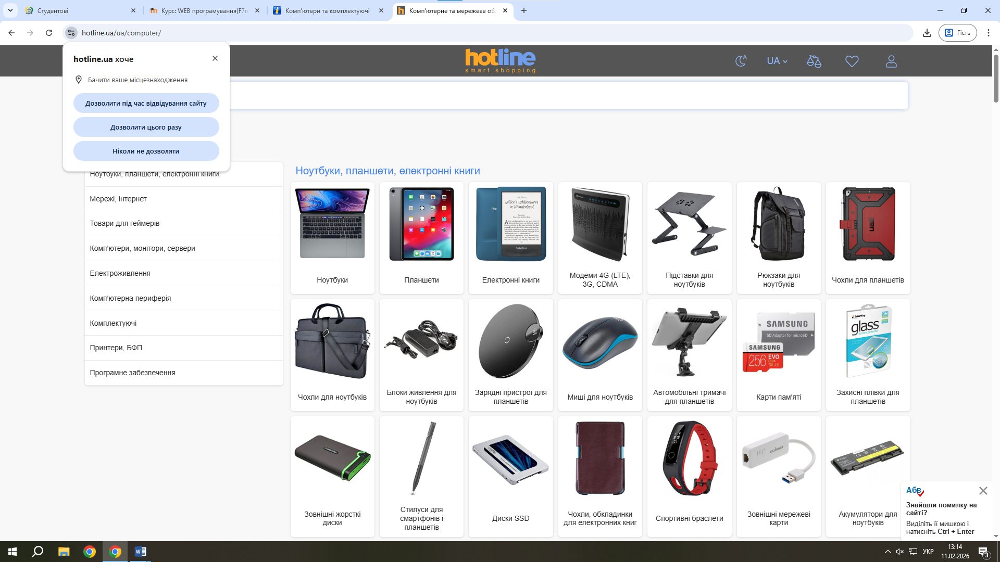 Студентові
Курс: WEB програмування(F7п
Комп'ютери та комплектуючі
Комп'ютерне та мережеве об
hotline.ua/ua/computer/
Гість
hotline.ua хоче
Бачити ваше місцезнаходження
Дозволити під час відвідування сайту
Дозволити цього разу
Ніколи не дозволяти
hotline
smart shopping
UA
Ноутбуки, планшети, електронні книги
Мережі, інтернет
Товари для геймерів
Комп'ютери, монітори, сервери
Електроживлення
Комп'ютерна периферія
Комплектуючі
Принтери, БФП
Програмне забезпечення
Ноутбуки, планшети, електронні книги
Ноутбуки
Планшети
Електронні книги
Модеми 4G (LTE),
3G, CDMA
Підставки для
ноутбуків
Рюкзаки для
ноутбуків
Чохли для планшетів
Чохли для ноутбуків
Блоки живлення для
ноутбуків
Зарядні пристрої для
планшетів
Миші для ноутбуків
Автомобільні тримачі
для планшетів
SAMSUNG
SD Adapter for microSD
SAMSUNG
256 EVO
Plus
Карти пам'яті
ColorWay
9H
glass
screen protector
Захисні плівки для
планшетів
Зовнішні жорсткі
диски
Стилуси для
смартфонів і
планшетів
Диски SSD
Чохли, обкладинки
для електронних книг
Спортивні браслети
EDIMAX
Зовнішні мережеві
карти
Акумулятори для
ноутбуків
Абв
Знайшли помилку на
сайті?
Виділіть її мишкою і
натисніть Ctrl + Enter
УКР
13:14
11.02.2026
3